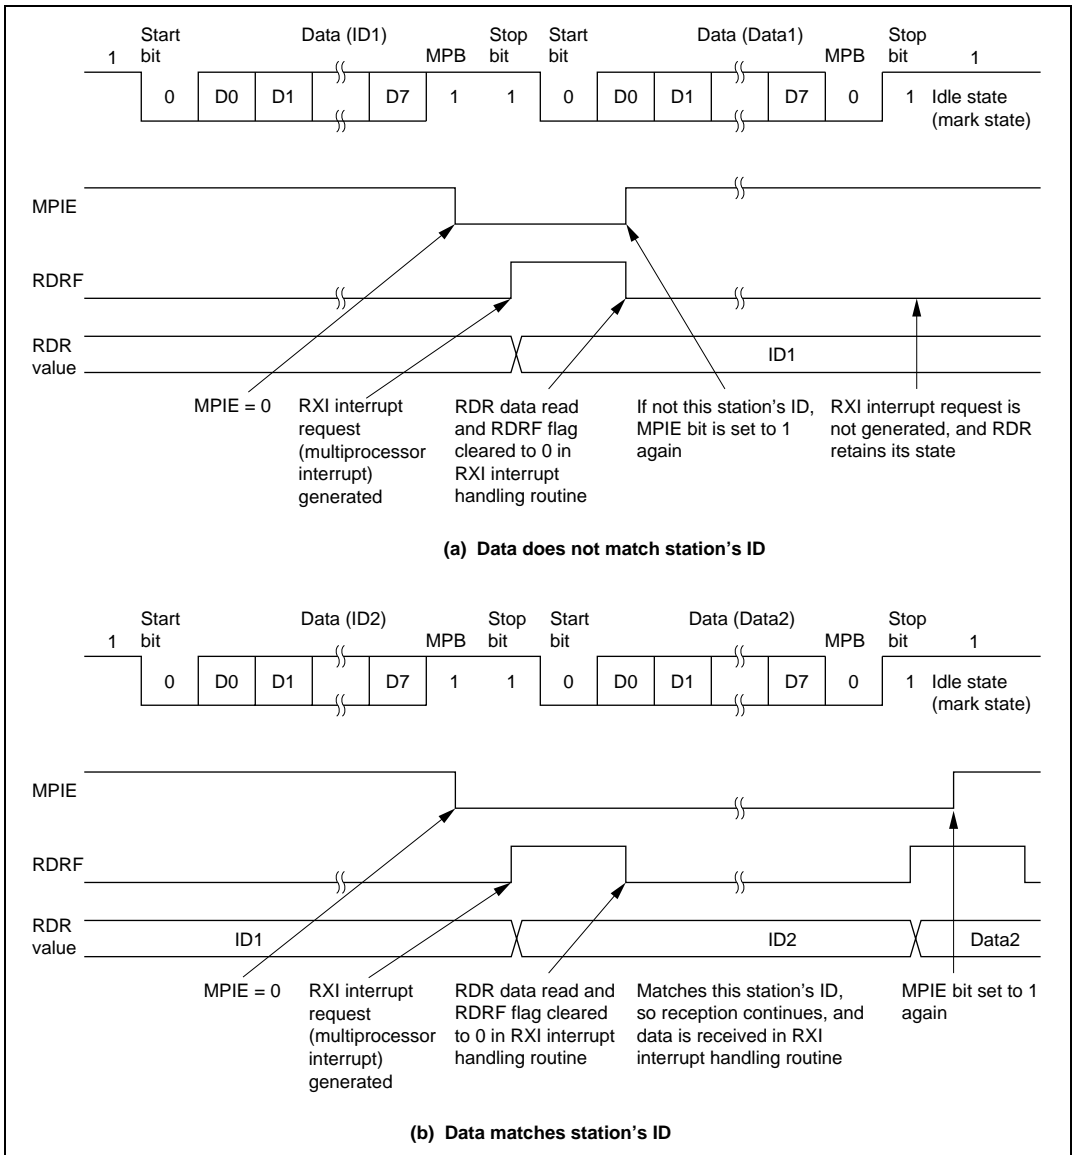 Start bit Data (ID1) MPB Stop bit Start bit Data (Data1) MPB Stop bit
1 1
0 D0 D1 D7 1 1 0 D0 D1 D7 0 1 Idle state (mark state)
MPIE
RDRF
RDR value
ID1
MPIE = 0
RXI interrupt
request
(multiprocessor
interrupt)
generated
RDR data read
and RDRF flag
cleared to 0 in
RXI interrupt
handling routine
If not this station's ID,
MPIE bit is set to 1
again
RXI interrupt request is
not generated, and RDR
retains its state
(a) Data does not match station's ID
Start bit Data (ID2) MPB Stop bit Start bit Data (Data2) MPB Stop bit
1 1
0 D0 D1 D7 1 1 0 D0 D1 D7 0 1 Idle state (mark state)
MPIE
RDRF
RDR value
ID1 ID2 Data2
MPIE = 0
RXI interrupt
request
(multiprocessor
interrupt)
generated
RDR data read and
RDRF flag cleared
to 0 in RXI interrupt
handling routine
Matches this station's ID,
so reception continues, and
data is received in RXI
interrupt handling routine
MPIE bit set to 1
again
(b) Data matches station's ID